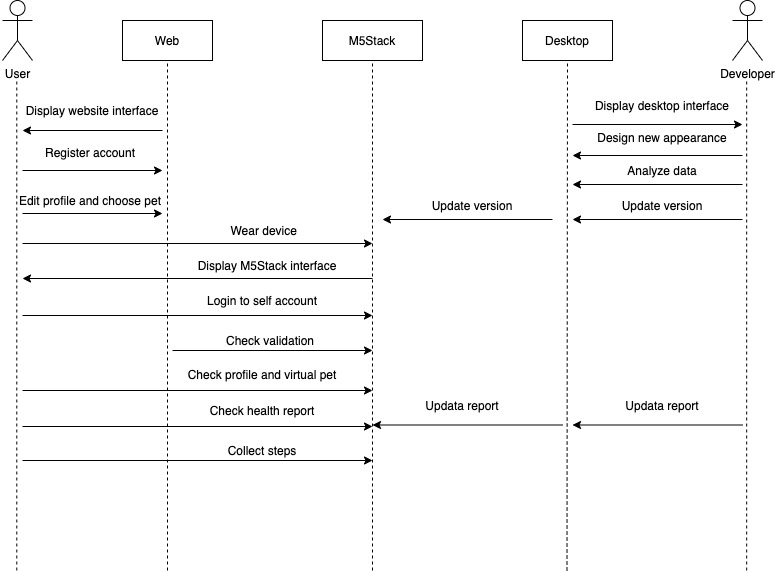 Web
M5Stack
Desktop
User
Developer
Display website interface
Display desktop interface
Design new appearance
Register account
Analyze data
Edit profile and choose pet
Update version
Update version
Wear device
Display M5Stack interface
Login to self account
Check validation
Check profile and virtual pet
Check health report
Updata report
Updata report
Collect steps